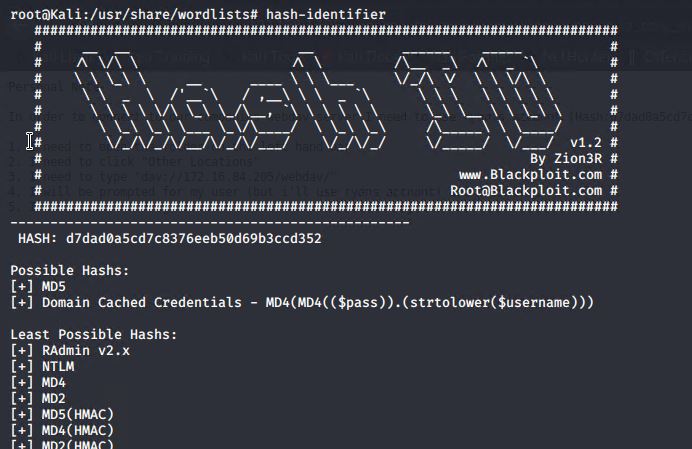 root@Kali:/usr/share/wordlists# hash-identifier
#########################################################################
Hash ID
# v1.2 #
# By Zion3R #
# www.Blackploit.com #
# Root@Blackploit.com #
#########################################################################
--------------------------------------------------
HASH: d7dad0a5cd7c8376eeb50d69b3ccd352
Possible Hashs:
[+] MD5
[+] Domain Cached Credentials - MD4(MD4(($pass)).(strtolower($username)))
Least Possible Hashs:
[+] RAdmin v2.x
[+] NTLM
[+] MD4
[+] MD2
[+] MD5(HMAC)
[+] MD4(HMAC)
[+] MD2(HMAC)